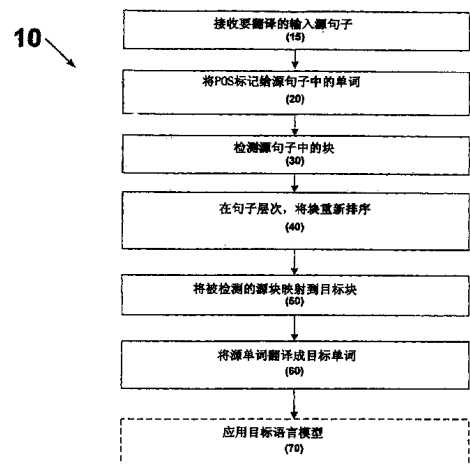 10
接收要翻译的输入源句子
(15)
将POS标记给源句子中的单词
(20)
检测源句子中的块
(30)
在句子层次，将块重新排序
(40)
将被检测的源块映射到目标块
(50)
将源单词翻译成目标单词
(60)
应用目标语言模型
(70)